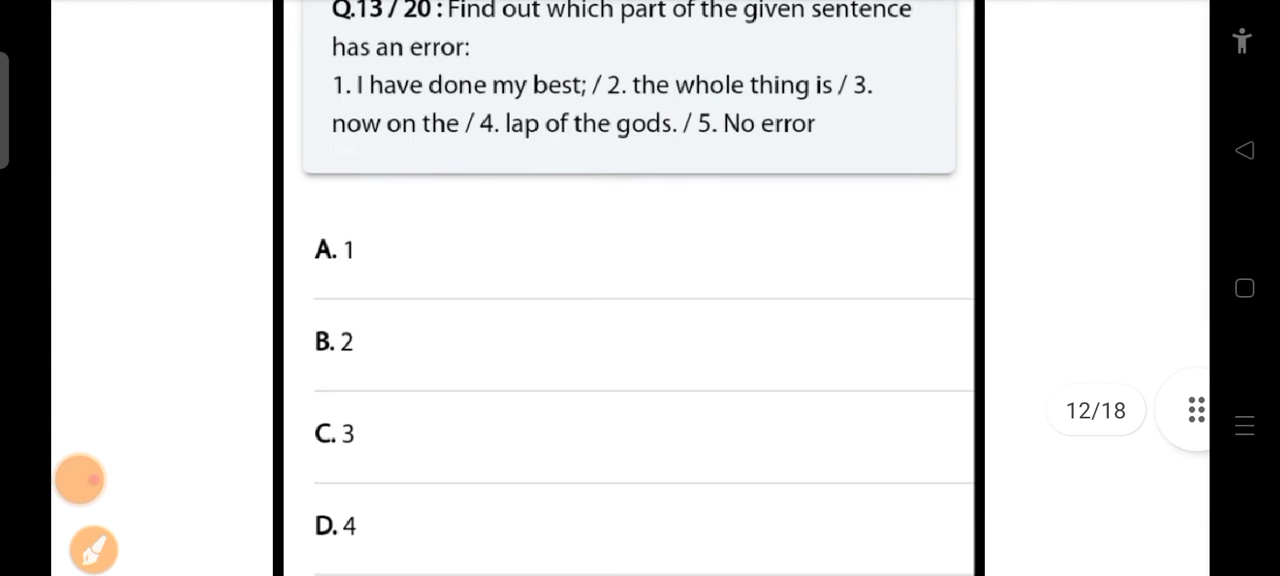 Q.13 / 20 : Find out which part of the given sentence
has an error:
1. I have done my best; / 2. the whole thing is / 3.
now on the / 4. lap of the gods. / 5. No error
A. 1
B. 2
C. 3
12/18
D. 4